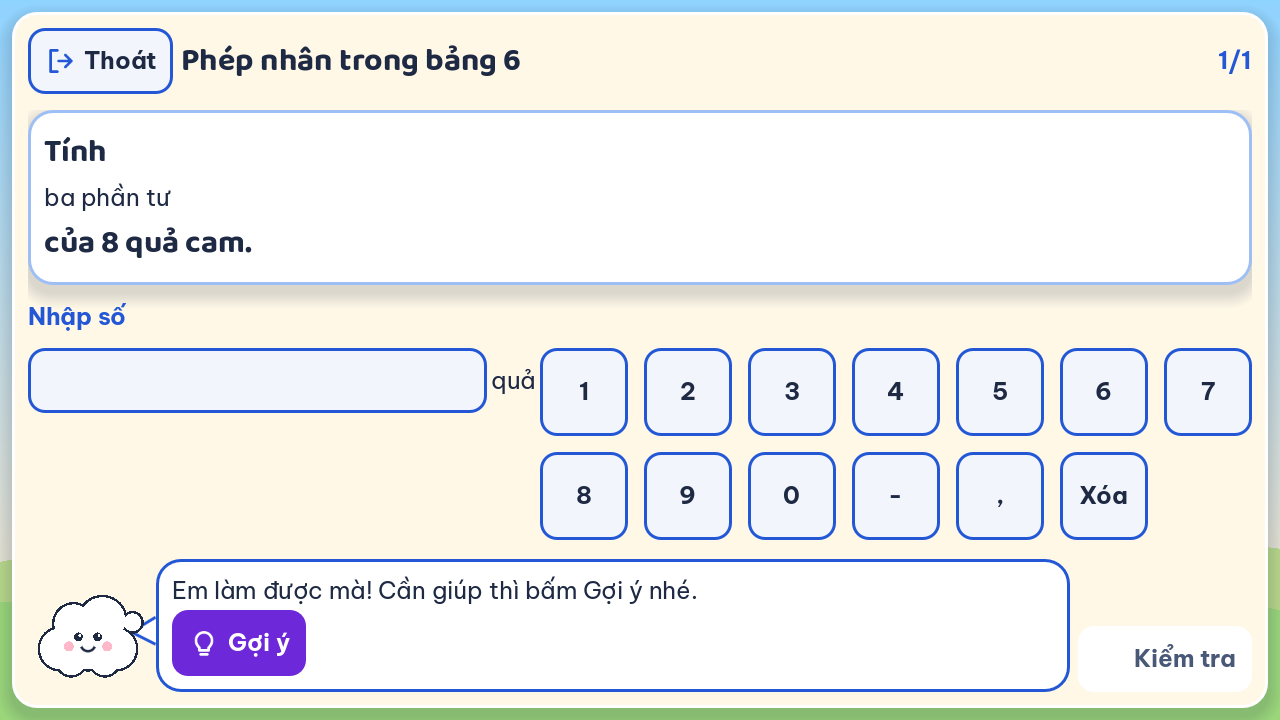 Thoát
Phép nhân trong bảng 6
1/1
Tính
ba phần tư
của 8 quả cam.
Nhập số
quả
1 2 3 4 5 6 7
8 9 0 - , Xóa
Em làm được mà! Cần giúp thì bấm Gợi ý nhé.
Gợi ý
Kiểm tra